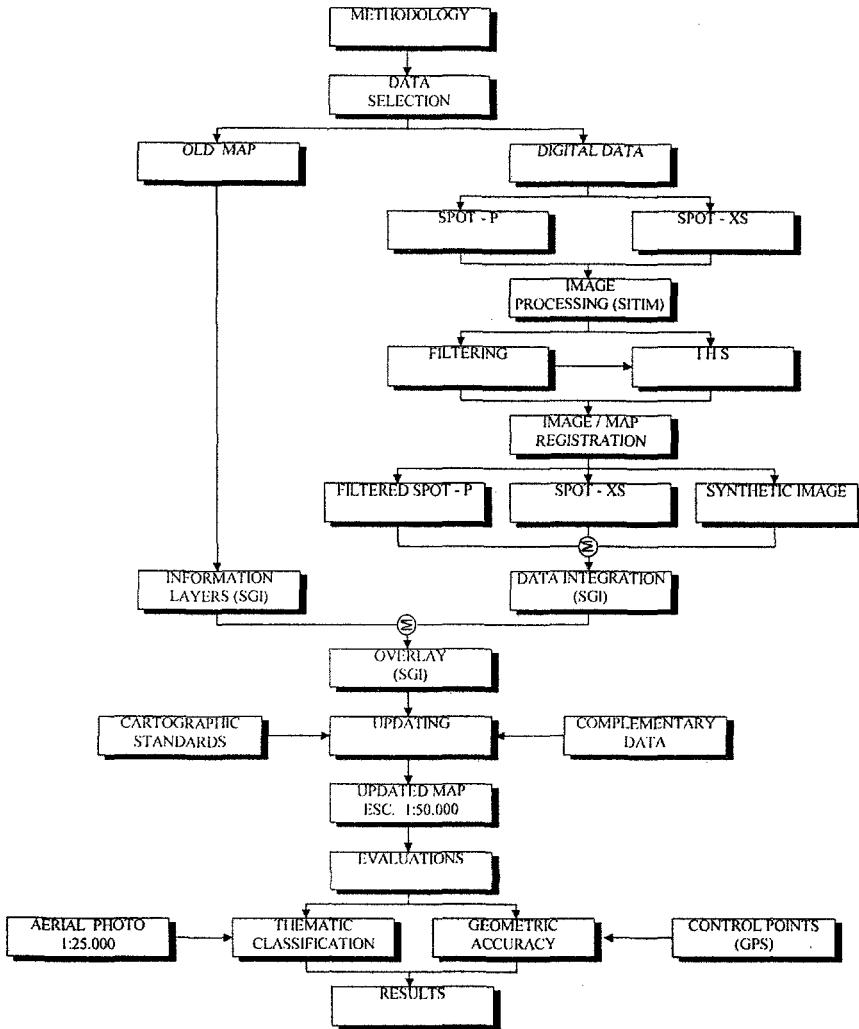 METHODOLOGY
DATA
SELECTION
OLD MAP
DIGITAL DATA
SPOT - P
SPOT - XS
IMAGE
PROCESSING (SITIM)
FILTERING
I H S
IMAGE / MAP
REGISTRATION
FILTERED SPOT - P
SPOT - XS
SYNTHETIC IMAGE
M
INFORMATION
LAYERS (SGI)
DATA INTEGRATION
(SGI)
M
OVERLAY
(SGI)
CARTOGRAPHIC
STANDARDS
UPDATING
COMPLEMENTARY
DATA
UPDATED MAP
ESC. 1:50.000
EVALUATIONS
AERIAL PHOTO
1:25.000
THEMATIC
CLASSIFICATION
GEOMETRIC
ACCURACY
CONTROL POINTS
(GPS)
RESULTS